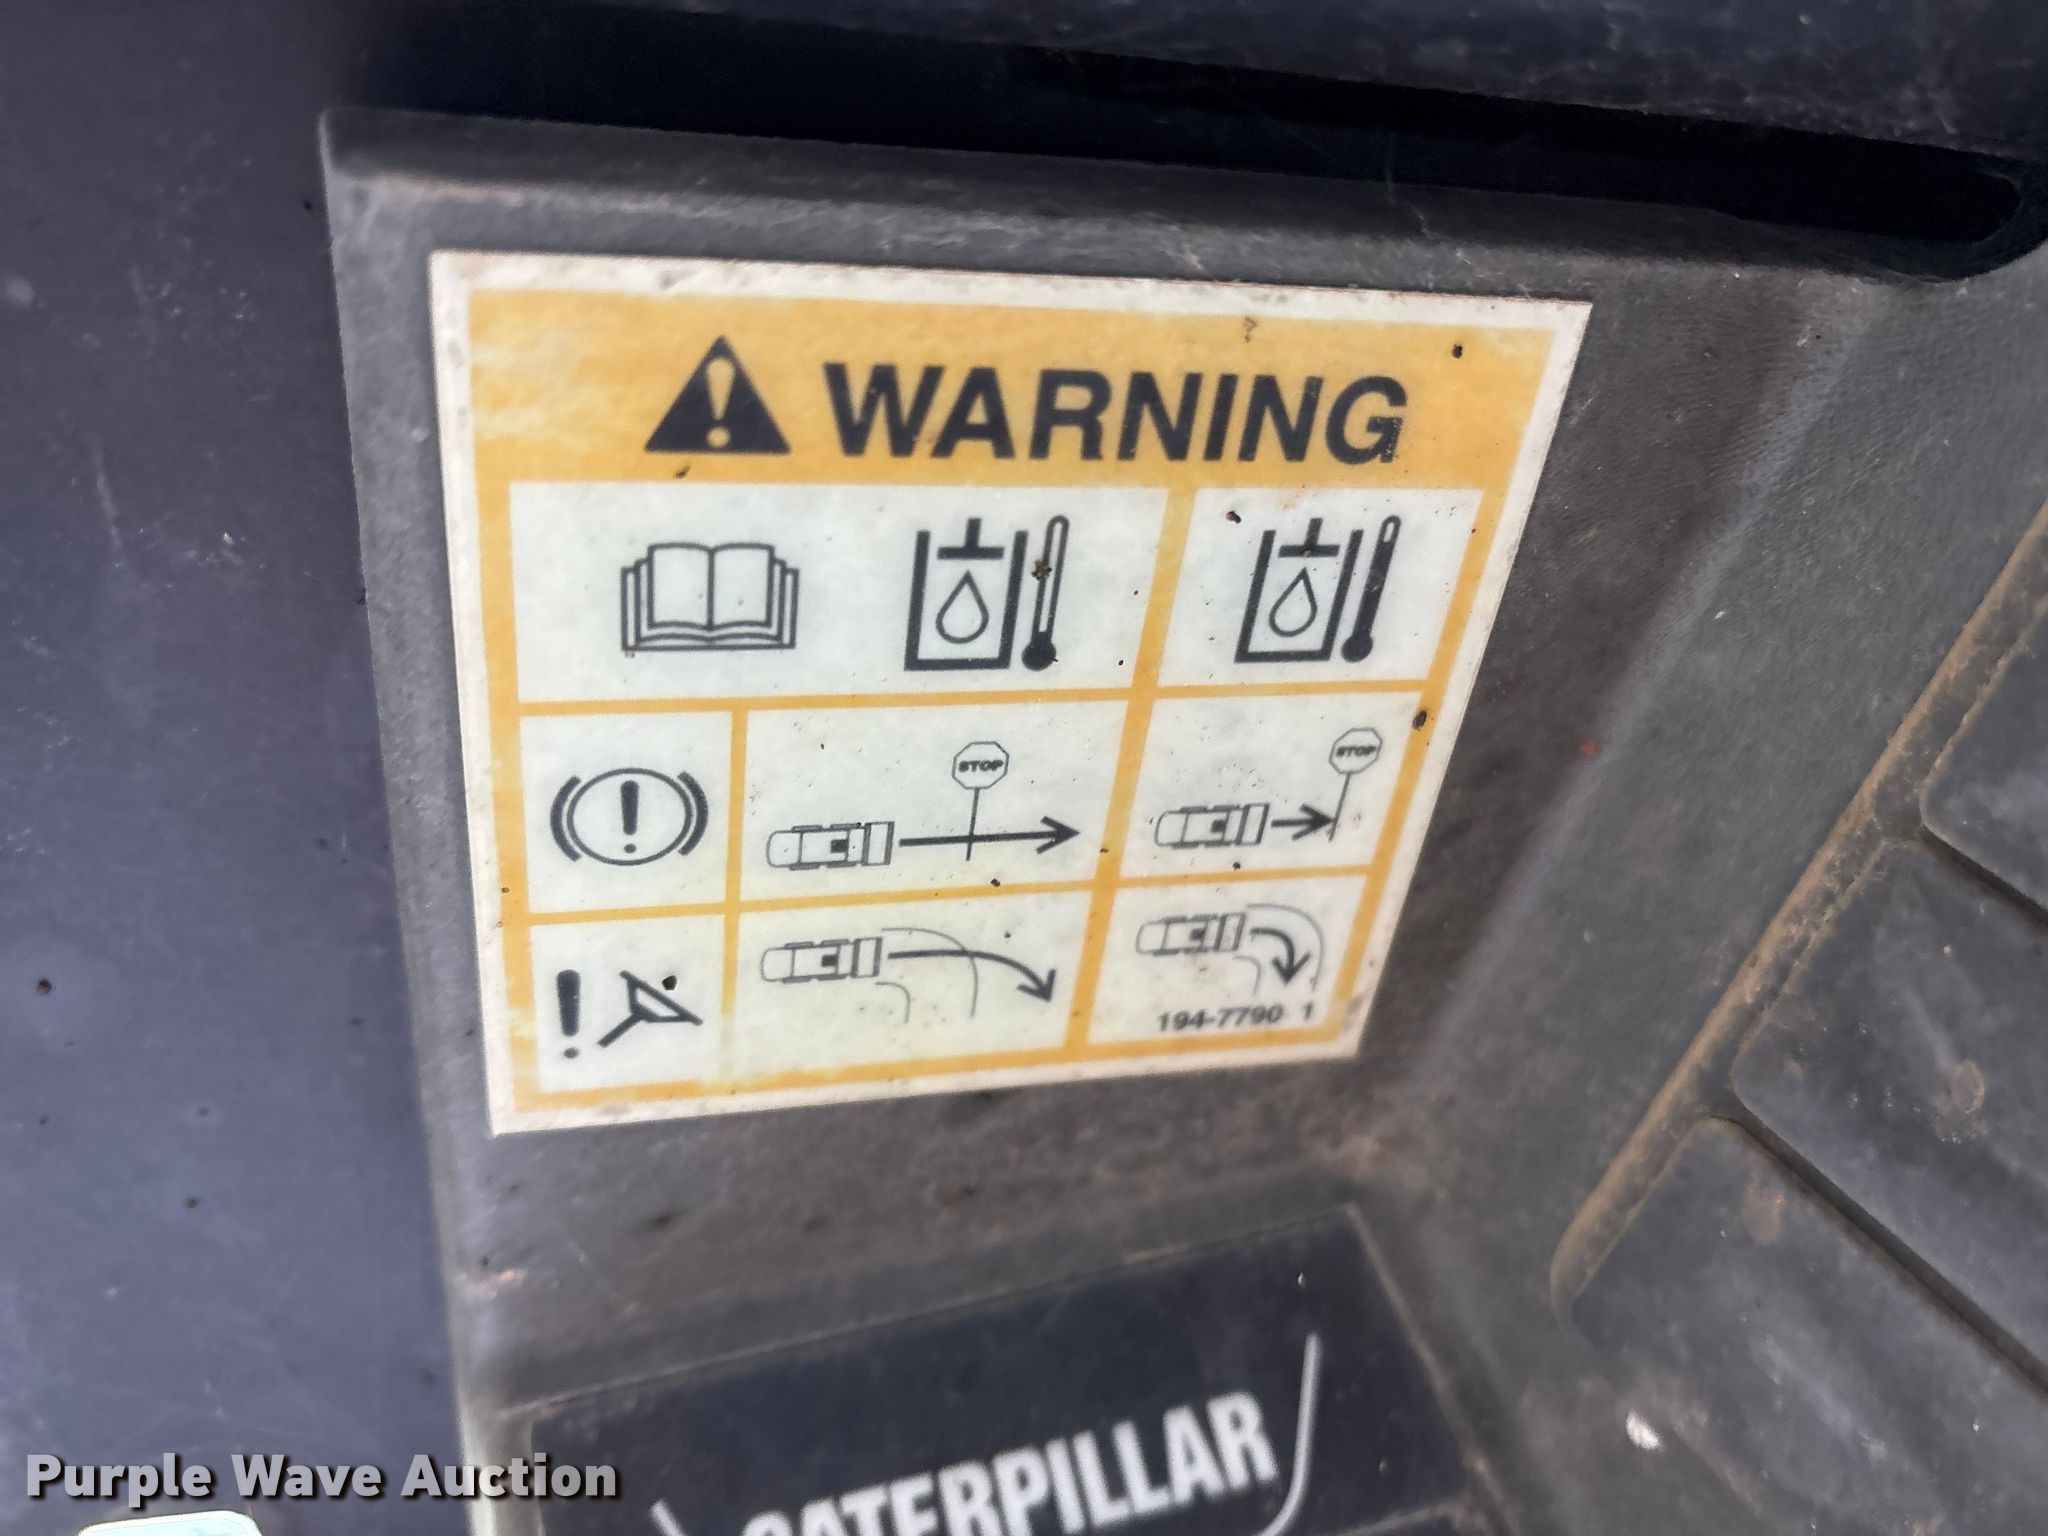 WARNING
STOP
STOP
194-7790 1
CATERPILLAR
Purple Wave Auction